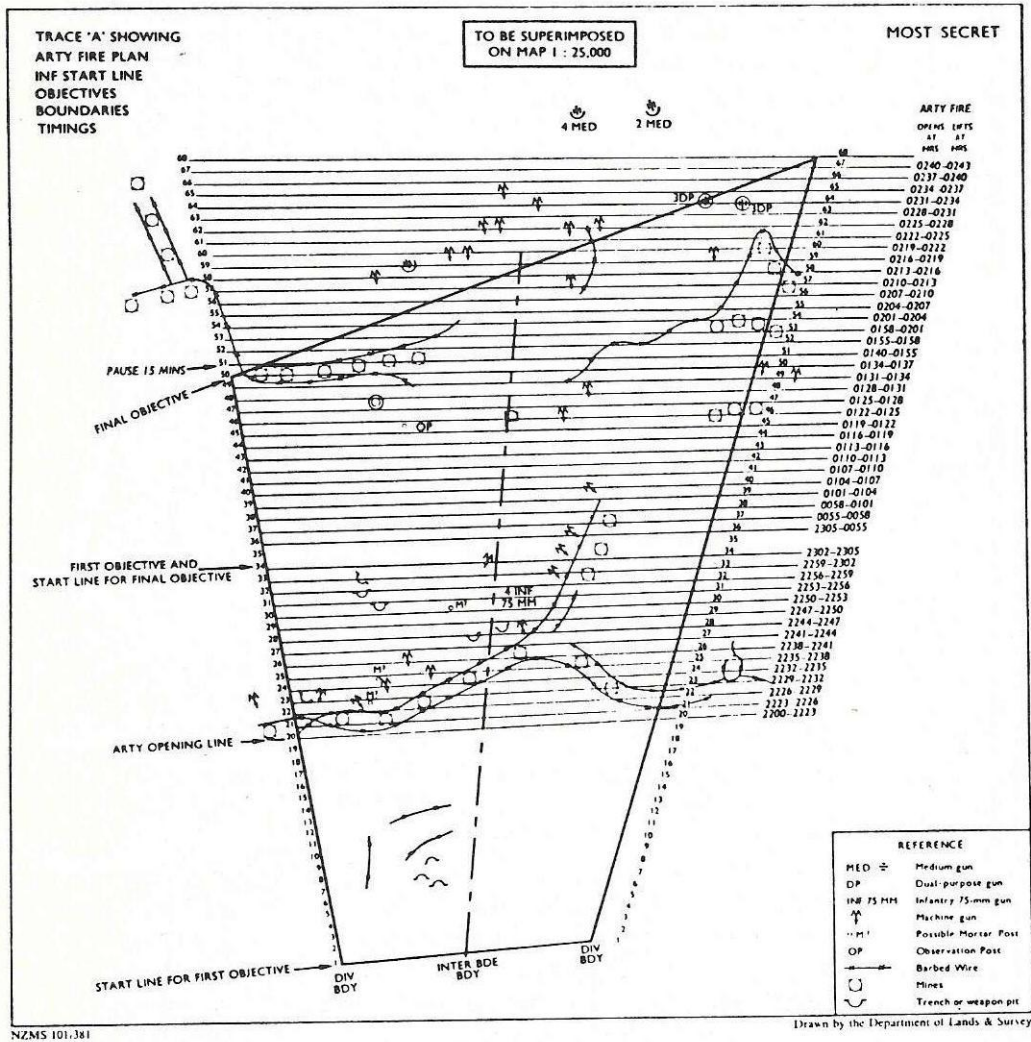 TRACE 'A' SHOWING
ARTY FIRE PLAN
INF START LINE
OBJECTIVES
BOUNDARIES
TIMINGS
TO BE SUPERIMPOSED
ON MAP 1 : 25,000
MOST SECRET
4 MED
2 MED
ARTY FIRE
OPENS LIFTS
AT AT
HRS HRS
0240-0243
0237-0240
0234-0237
0231-0234
0228-0231
0225-0228
0222-0225
0219-0222
0216-0219
0213-0216
0210-0213
0207-0210
0204-0207
0201-0204
0158-0201
0155-0158
0140-0155
0134-0137
0131-0134
0128-0131
0125-0128
0122-0125
0119-0122
0116-0119
0113-0116
0110-0113
0107-0110
0104-0107
0101-0104
0058-0101
0055-0058
2305-0055
2302-2305
2259-2302
2256-2259
2253-2256
2250-2253
2247-2250
2244-2247
2241-2244
2238-2241
2235-2238
2232-2235
2229-2232
2226-2229
2223-2226
2200-2223
3DP
3DP
PAUSE 15 MINS
FINAL OBJECTIVE
OP
FIRST OBJECTIVE AND
START LINE FOR FINAL OBJECTIVE
4 INF
75 MM
ARTY OPENING LINE
START LINE FOR FIRST OBJECTIVE
DIV
BDY
INTER BDE
BDY
DIV
BDY
REFERENCE
MED Medium gun
DP Dual-purpose gun
INF 75 MM Infantry 75-mm gun
Machine gun
M Possible Mortar Post
OP Observation Post
Barbed Wire
Mines
Trench or weapon pit
NZMS 101/381
Drawn by the Department of Lands & Survey